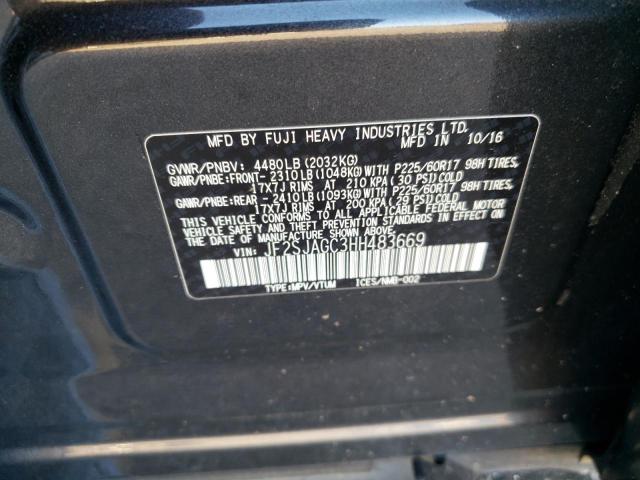 MFD BY FUJI HEAVY INDUSTRIES LTD.
MFD IN 10/16
GVWR/PNBV: 4480LB (2032KG)
GAWR/PNBE:FRONT- 2310LB (1048KG)WITH P225/60R17 98H TIRES,
17X7J RIMS AT 210 KPA (30 PSI)COLD
GAWR/PNBE:REAR - 2410LB (1093KG)WITH P225/60R17 98H TIRES,
17X7J RIMS AT 200 KPA (29 PSI)COLD
THIS VEHICLE CONFORMS TO ALL APPLICABLE FEDERAL MOTOR
VEHICLE SAFETY AND THEFT PREVENTION STANDARDS IN EFFECT ON
THE DATE OF MANUFACTURE SHOWN ABOVE.
VIN: JF2SJAGC3HH483669
TYPE:MPV/VTUM ICES/NMB-002